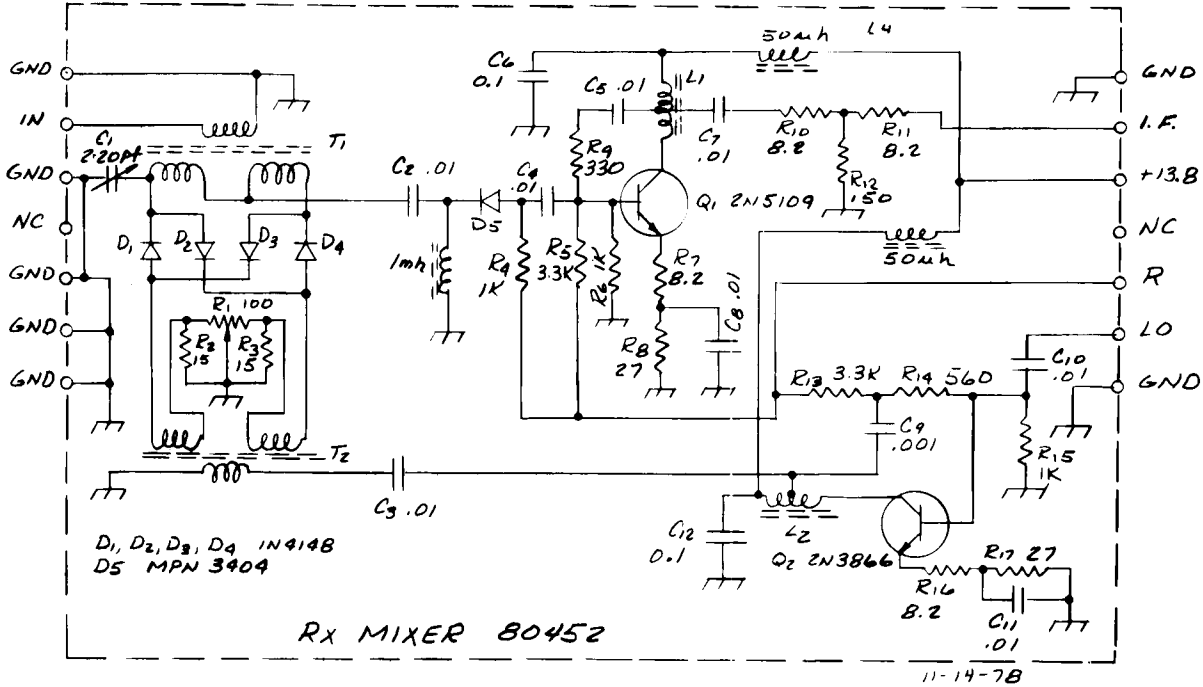 GND
IN
C1
2-20pf
GND
NC
GND
GND
GND
T1
D1
D2
D3
D4
R1 100
R2
15
R3
15
T2
C2 .01
1mh
D5
C4
.01
R4
1K
R5
3.3K
R6 1K
R9
330
C5 .01
C6
0.1
L1
50uh
L4
C7
.01
R10
8.2
R11
8.2
R12
150
Q1 2N5109
R7
8.2
R8
27
C8 .01
50uh
GND
I.F.
+13.8
NC
R
LO
GND
C10
.01
R13 3.3K
R14 560
C9
.001
R15
1K
C3 .01
C12
0.1
L2
Q2 2N3866
R16
8.2
R17 27
C11
.01
D1, D2, D3, D4 1N4148
D5 MPN 3404
RX MIXER 80452
11-14-78